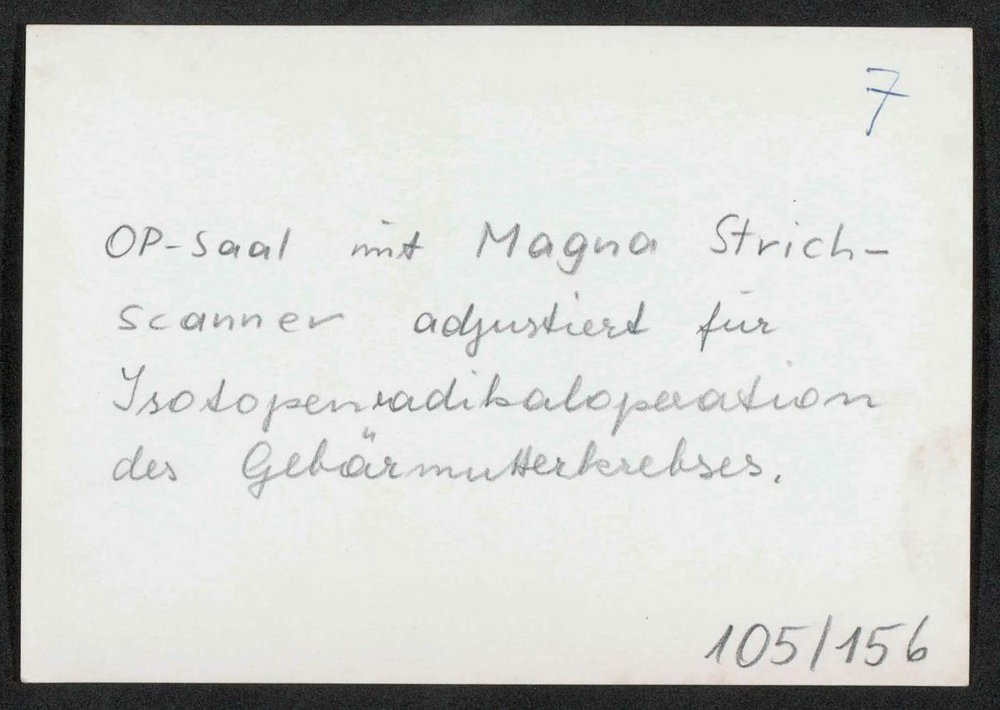 7
OP-Saal mit Magna Strich-
scanner adjustiert für
Isotopenradikaloperation
des Gebärmutterkrebses.
105/156